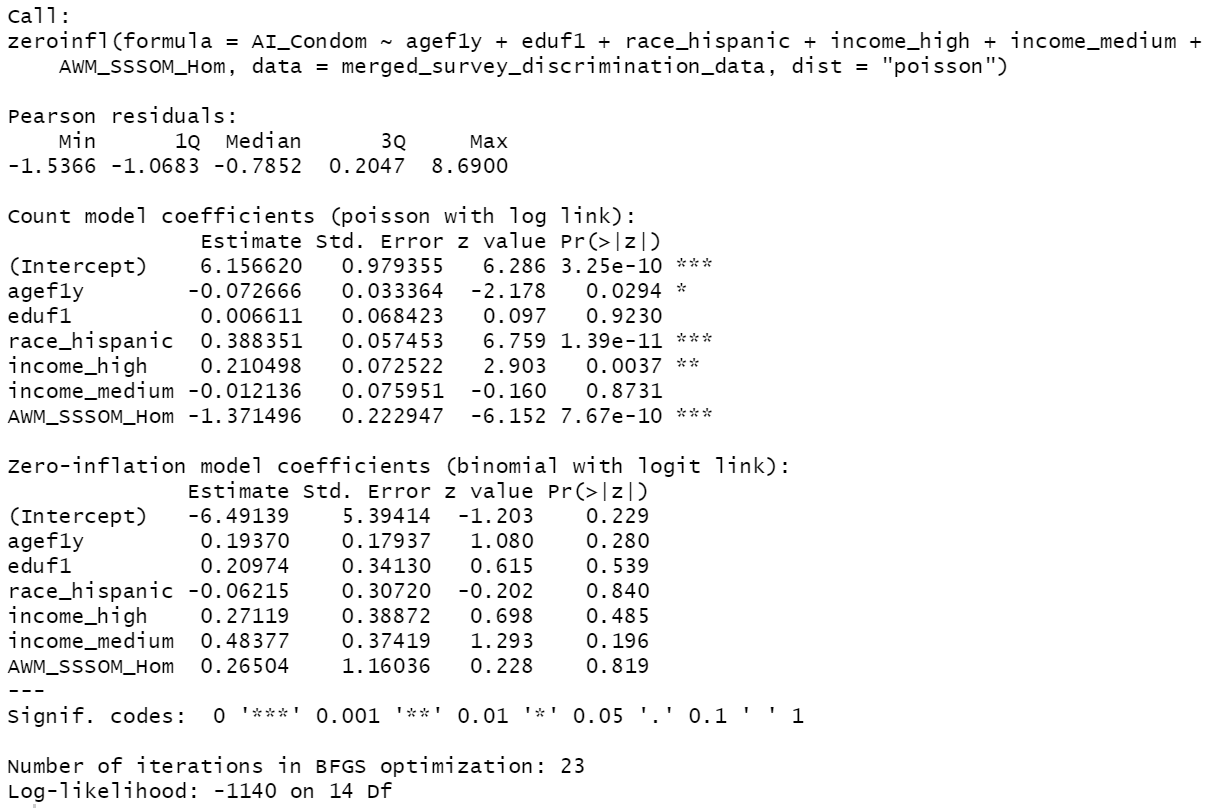 Call:
zeroinfl(formula = AI_Condom ~ agef1y + eduf1 + race_hispanic + income_high + income_medium +
    AWM_SSSOM_Hom, data = merged_survey_discrimination_data, dist = "poisson")

Pearson residuals:
    Min      1Q  Median      3Q     Max
-1.5366 -1.0683 -0.7852  0.2047  8.6900

Count model coefficients (poisson with log link):
               Estimate Std. Error z value Pr(>|z|)
(Intercept)    6.156620   0.979355   6.286 3.25e-10 ***
agef1y        -0.072666   0.033364  -2.178   0.0294 *
eduf1          0.006611   0.068423   0.097   0.9230
race_hispanic  0.388351   0.057453   6.759 1.39e-11 ***
income_high    0.210498   0.072522   2.903   0.0037 **
income_medium -0.012136   0.075951  -0.160   0.8731
AWM_SSSOM_Hom -1.371496   0.222947  -6.152 7.67e-10 ***

Zero-inflation model coefficients (binomial with logit link):
              Estimate Std. Error z value Pr(>|z|)
(Intercept)   -6.49139    5.39414  -1.203    0.229
agef1y         0.19370    0.17937   1.080    0.280
eduf1          0.20974    0.34130   0.615    0.539
race_hispanic -0.06215    0.30720  -0.202    0.840
income_high    0.27119    0.38872   0.698    0.485
income_medium  0.48377    0.37419   1.293    0.196
AWM_SSSOM_Hom  0.26504    1.16036   0.228    0.819
---
Signif. codes:  0 '***' 0.001 '**' 0.01 '*' 0.05 '.' 0.1 ' ' 1

Number of iterations in BFGS optimization: 23
Log-likelihood: -1140 on 14 Df